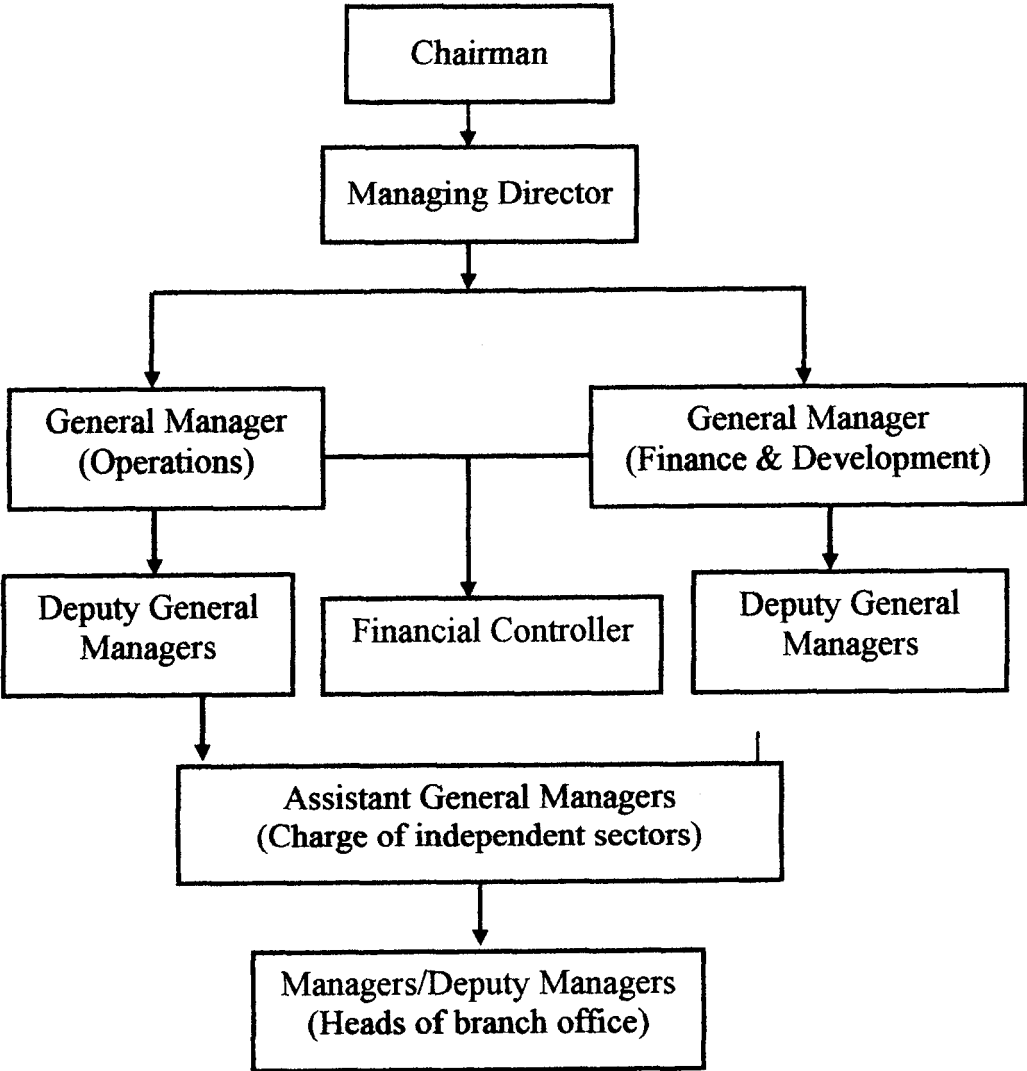 Chairman
Managing Director
General Manager
(Operations)
General Manager
(Finance & Development)
Deputy General
Managers
Financial Controller
Deputy General
Managers
Assistant General Managers
(Charge of independent sectors)
Managers/Deputy Managers
(Heads of branch office)